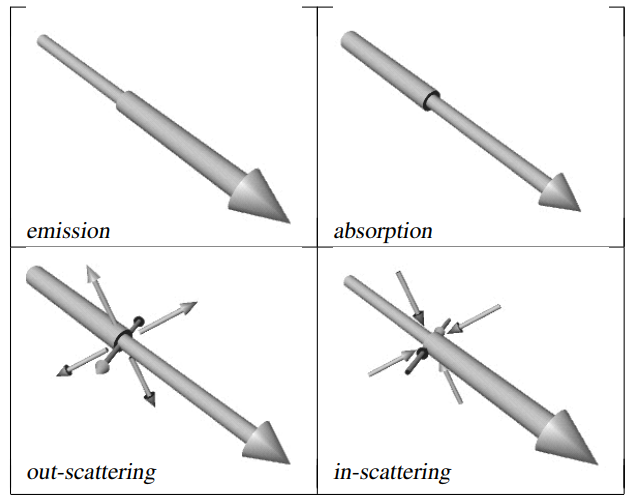 emission
absorption
out-scattering
in-scattering